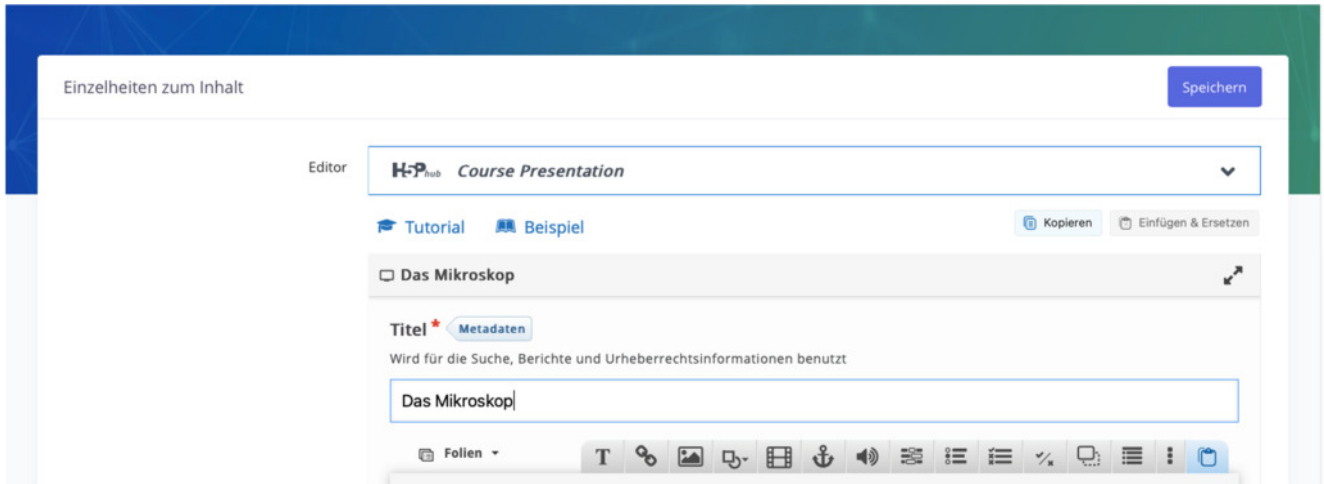 Einzelheiten zum Inhalt
Speichern
Editor
H5P hub Course Presentation
Tutorial Beispiel
Kopieren Einfügen & Ersetzen
Das Mikroskop
Titel * Metadaten
Wird für die Suche, Berichte und Urheberrechtsinformationen benutzt
Das Mikroskop
Folien T